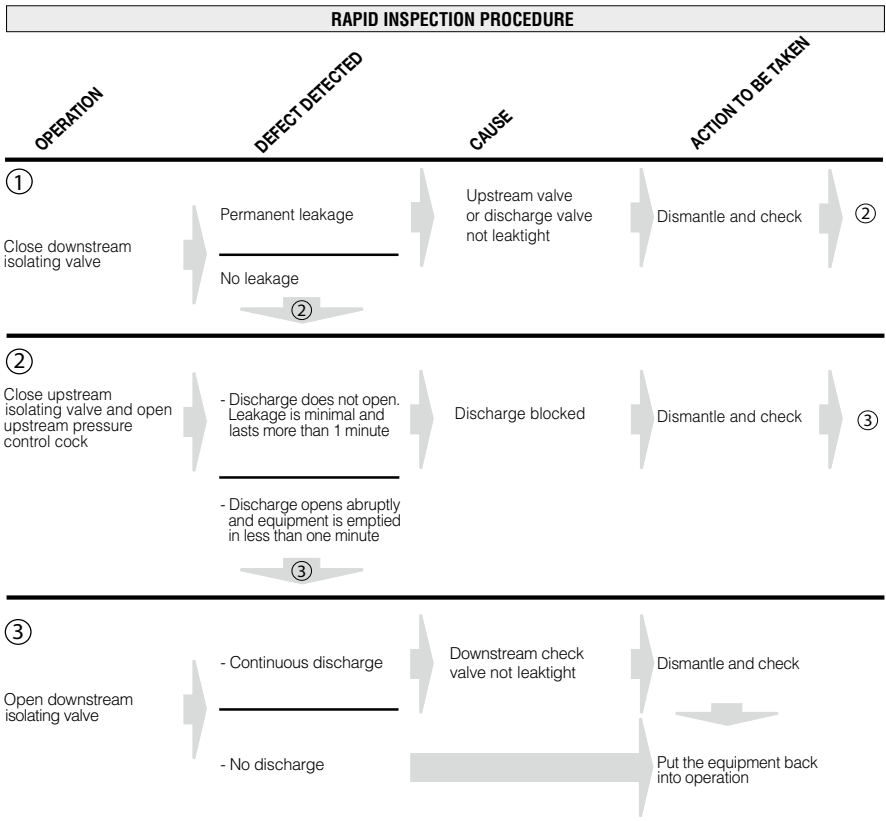 RAPID INSPECTION PROCEDURE
OPERATION
DEFECT DETECTED
CAUSE
ACTION TO BE TAKEN
①
Close downstream
isolating valve
Permanent leakage
No leakage
②
Upstream valve
or discharge valve
not leaktight
Dismantle and check
②
②
Close upstream
isolating valve and open
upstream pressure
control cock
- Discharge does not open.
Leakage is minimal and
lasts more than 1 minute
- Discharge opens abruptly
and equipment is emptied
in less than one minute
③
Discharge blocked
Dismantle and check
③
③
Open downstream
isolating valve
- Continuous discharge
- No discharge
Downstream check
valve not leaktight
Dismantle and check
Put the equipment back
into operation